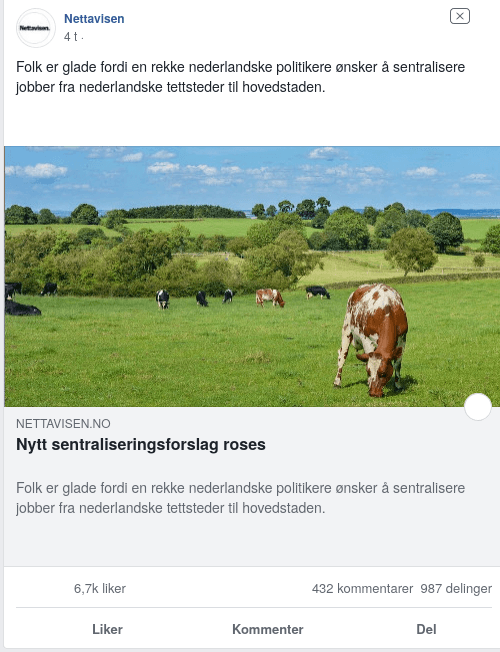 Nettavisen.
Nettavisen
4 t ·
Folk er glade fordi en rekke nederlandske politikere ønsker å sentralisere
jobber fra nederlandske tettsteder til hovedstaden.
NETTAVISEN.NO
Nytt sentraliseringsforslag roses
Folk er glade fordi en rekke nederlandske politikere ønsker å sentralisere
jobber fra nederlandske tettsteder til hovedstaden.
6,7k liker 432 kommentarer 987 delinger
Liker Kommenter Del